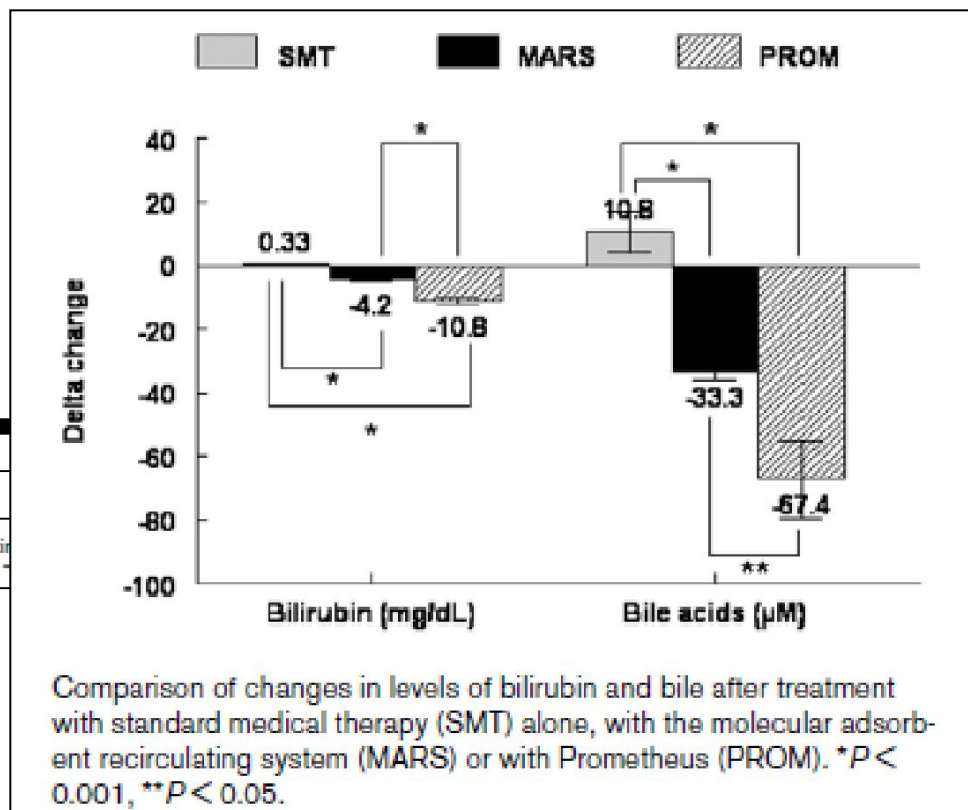 SMT MARS PROM
40
20
0
-20
-40
-60
-80
-100
Delta change
*
*
*
0.33
10.8
-4.2
-10.8
*
-33.3
*
-67.4
**
Bilirubin (mg/dL) Bile acids (µM)
Comparison of changes in levels of bilirubin and bile after treatment
with standard medical therapy (SMT) alone, with the molecular adsorb-
ent recirculating system (MARS) or with Prometheus (PROM). *P<
0.001, **P< 0.05.